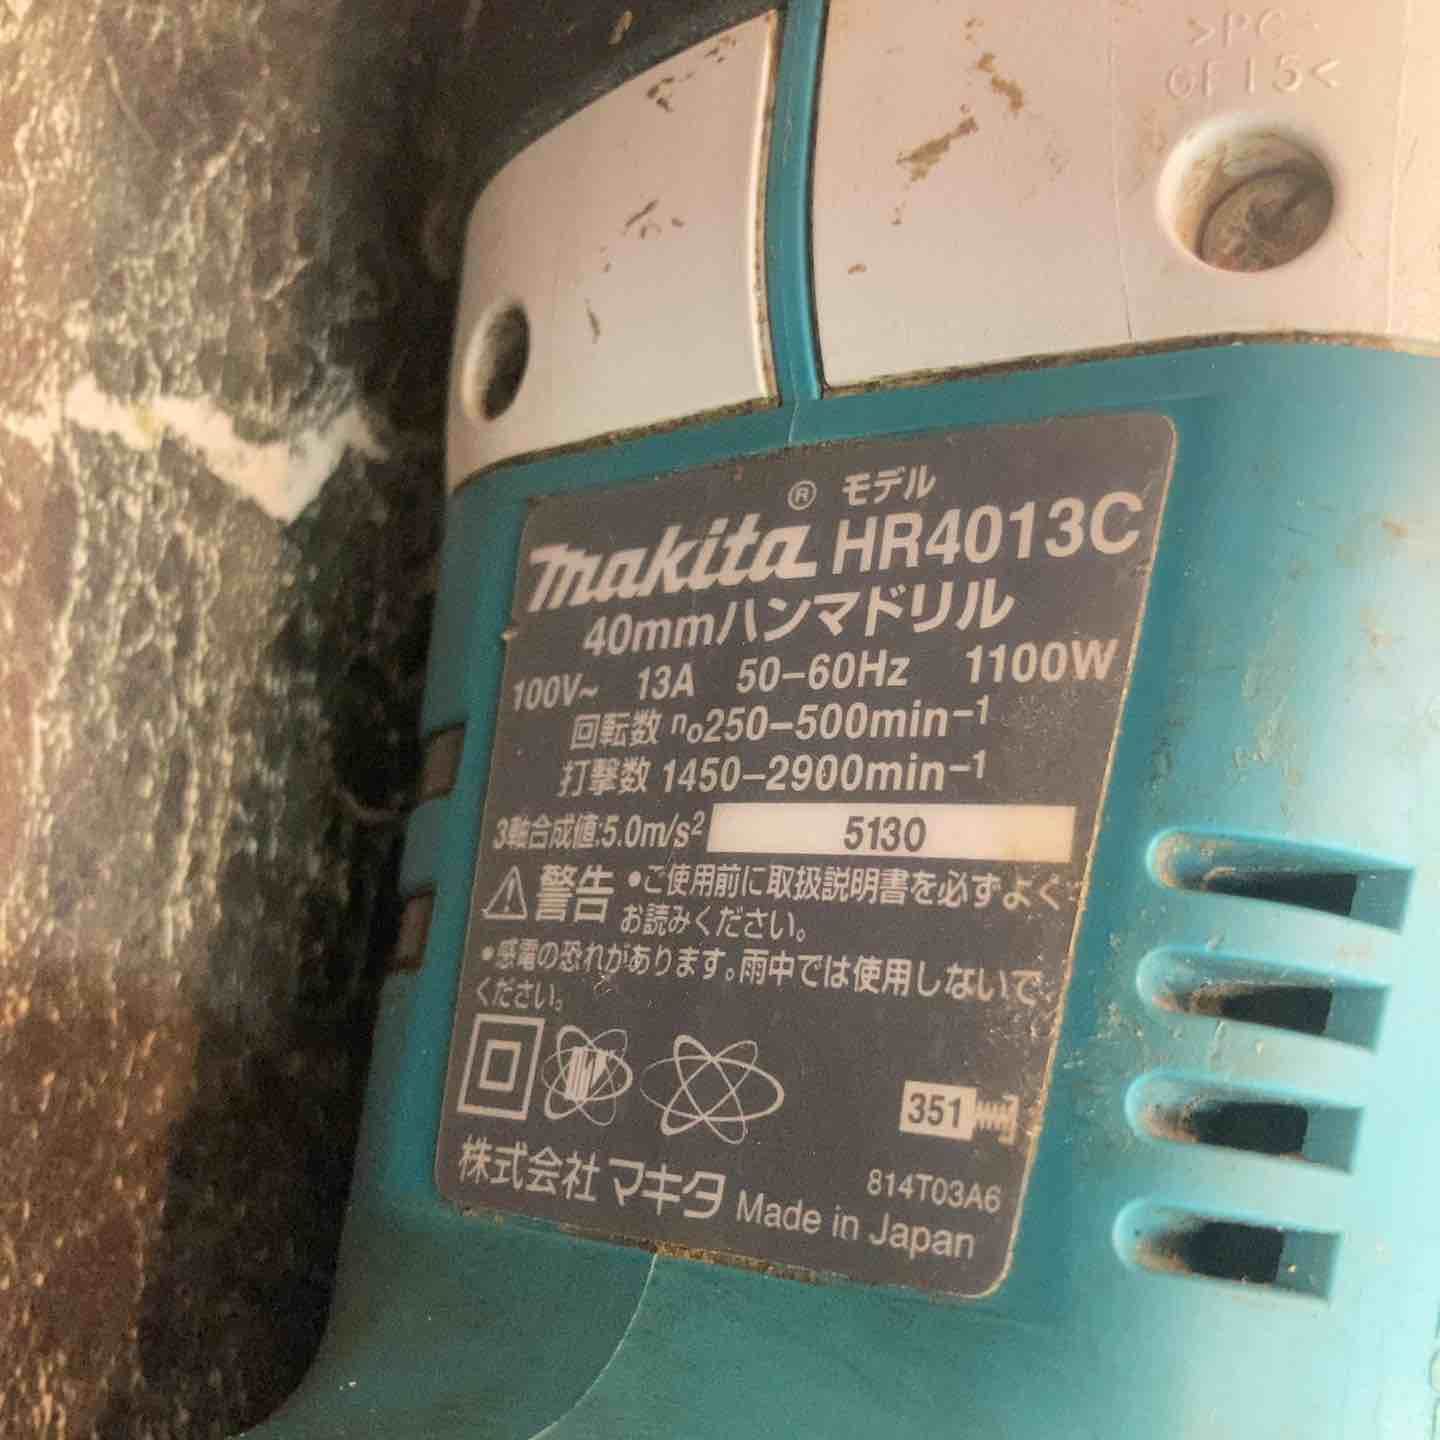 >PC-
GF15<
® モデル
makita HR4013C
40mmハンマドリル
100V~ 13A 50-60Hz 1100W
回転数 no250-500min-1
打撃数 1450-2900min-1
3軸合成値:5.0m/s2 5130
警告 •ご使用前に取扱説明書を必ずよく
お読みください。
•感電の恐れがあります。雨中では使用しないで
ください。
351
814T03A6
株式会社 マキタ Made in Japan